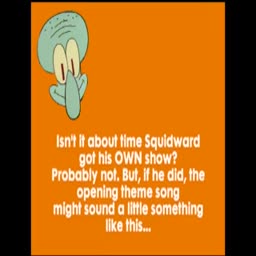 Isn't it about time Squidward
got his OWN show?
Probably not. But, if he did, the
opening theme song
might sound a little something
like this...